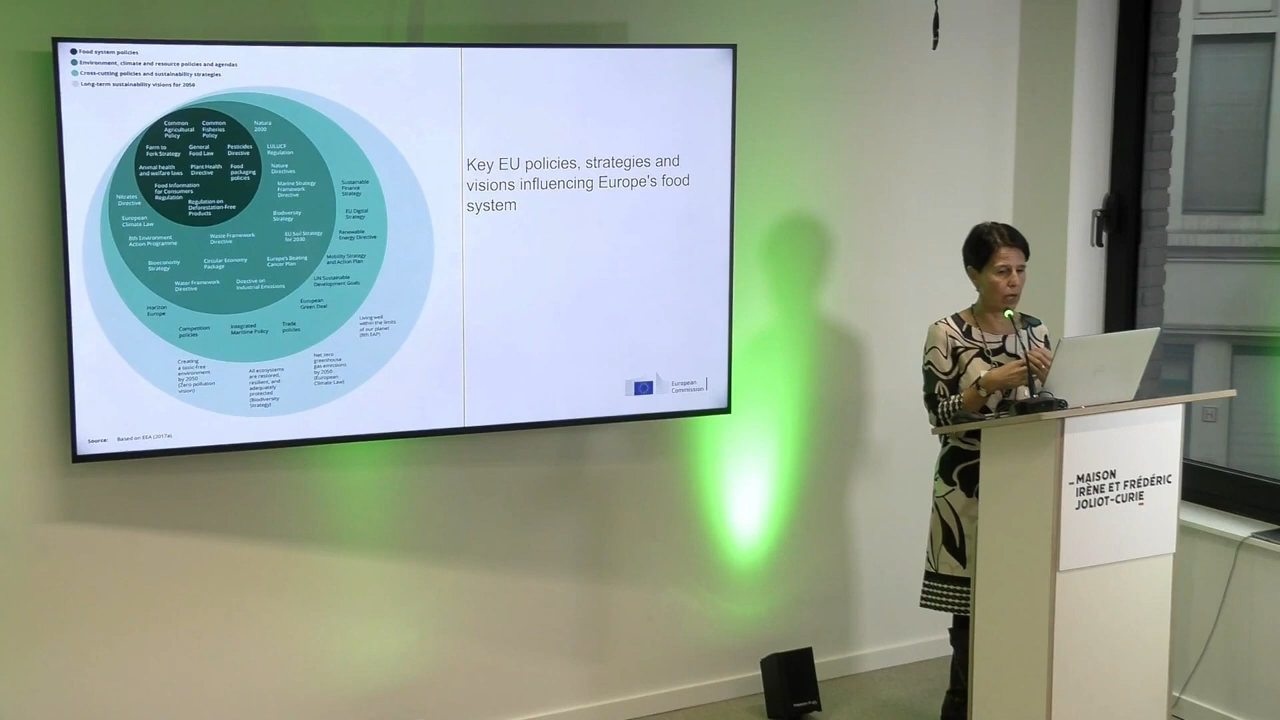 Food system policies
Environment, climate and resource policies and agendas
Cross-cutting policies and sustainability strategies
Long-term sustainability visions for 2050
Common
Agricultural
Policy
Common
Fisheries
Policy
Natura
2000
Farm to
Fork Strategy
General
Food Law
Pesticides
Directive
LULUCF
Regulation
Animal health
and welfare laws
Plant Health
Directive
Food
packaging
policies
Nature
Directives
Food Information
for Consumers
Regulation
Marine Strategy
Framework
Directive
Sustainable
Finance
Strategy
Nitrates
Directive
Regulation on
Deforestation-Free
Products
European
Climate Law
Biodiversity
Strategy
EU Digital
Strategy
8th Environment
Action Programme
Waste Framework
Directive
EU Soil Strategy
for 2030
Renewable
Energy Directive
Bioeconomy
Strategy
Circular Economy
Package
Europe's Beating
Cancer Plan
Mobility Strategy
and Action Plan
Water Framework
Directive
Directive on
Industrial Emissions
UN Sustainable
Development Goals
Horizon
Europe
European
Green Deal
Competition
policies
Integrated
Maritime Policy
Trade
policies
Living well
within the limits
of our planet
(8th EAP)
Creating
a toxic-free
environment
by 2050
(Zero pollution
vision)
All ecosystems
are restored,
resilient, and
adequately
protected
(Biodiversity
Strategy)
Net zero
greenhouse
gas emissions
by 2050
(European
Climate Law)
Source: Based on EEA (2017a).
Key EU policies, strategies and
visions influencing Europe's food
system
European
Commission
MAISON
IRÈNE ET FRÉDÉRIC
JOLIOT-CURIE